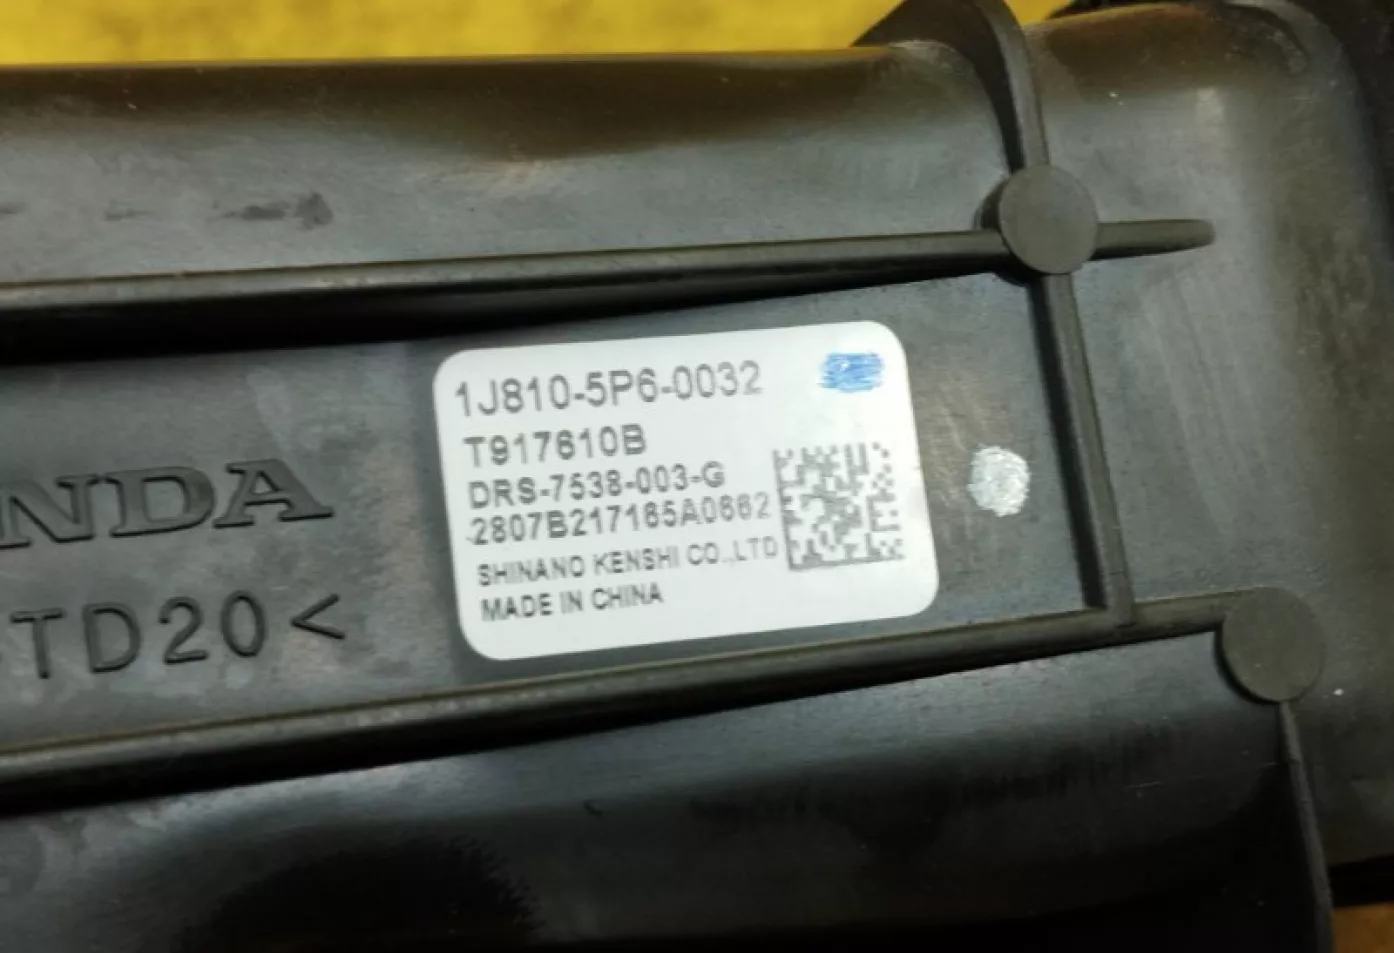 1J810-5P6-0032
T917610B
DRS-7538-003-G
2807B217165A0662
SHINANO KENSHI CO.,LTD
MADE IN CHINA
NDA
TD20<